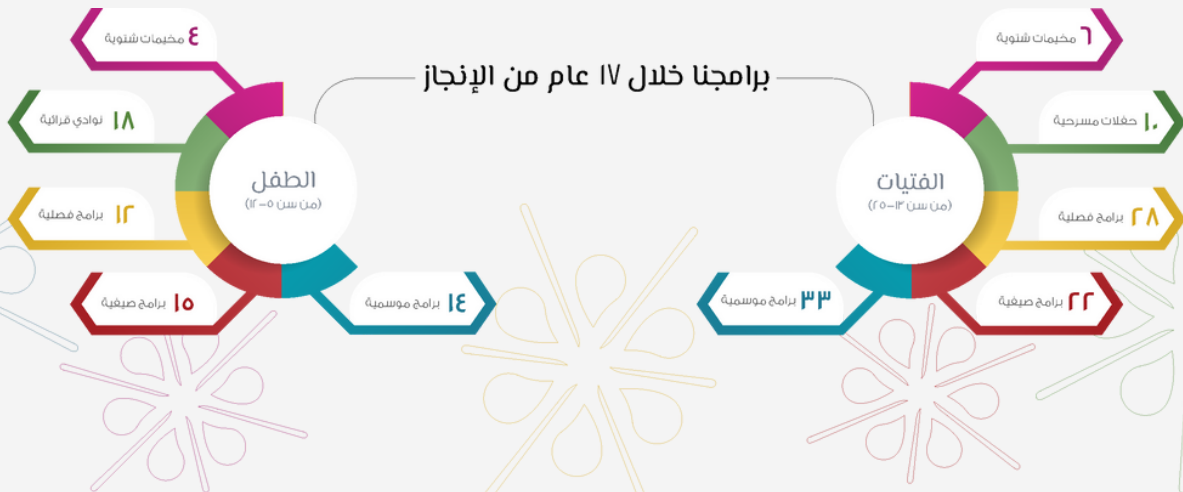 برامجنا خلال ١٧ عام من الإنجاز
الفتيات
(من سن ١٣–٢٥)
٦ مخيمات شتوية
١٠ حفلات مسرحية
٢٨ برامج فصلية
٢٢ برامج صيفية
٣٣ برامج موسمية
الطفل
(من سن ٥–١٢)
٤ مخيمات شتوية
١٨ نوادي قرائية
١٢ برامج فصلية
١٥ برامج صيفية
١٤ برامج موسمية